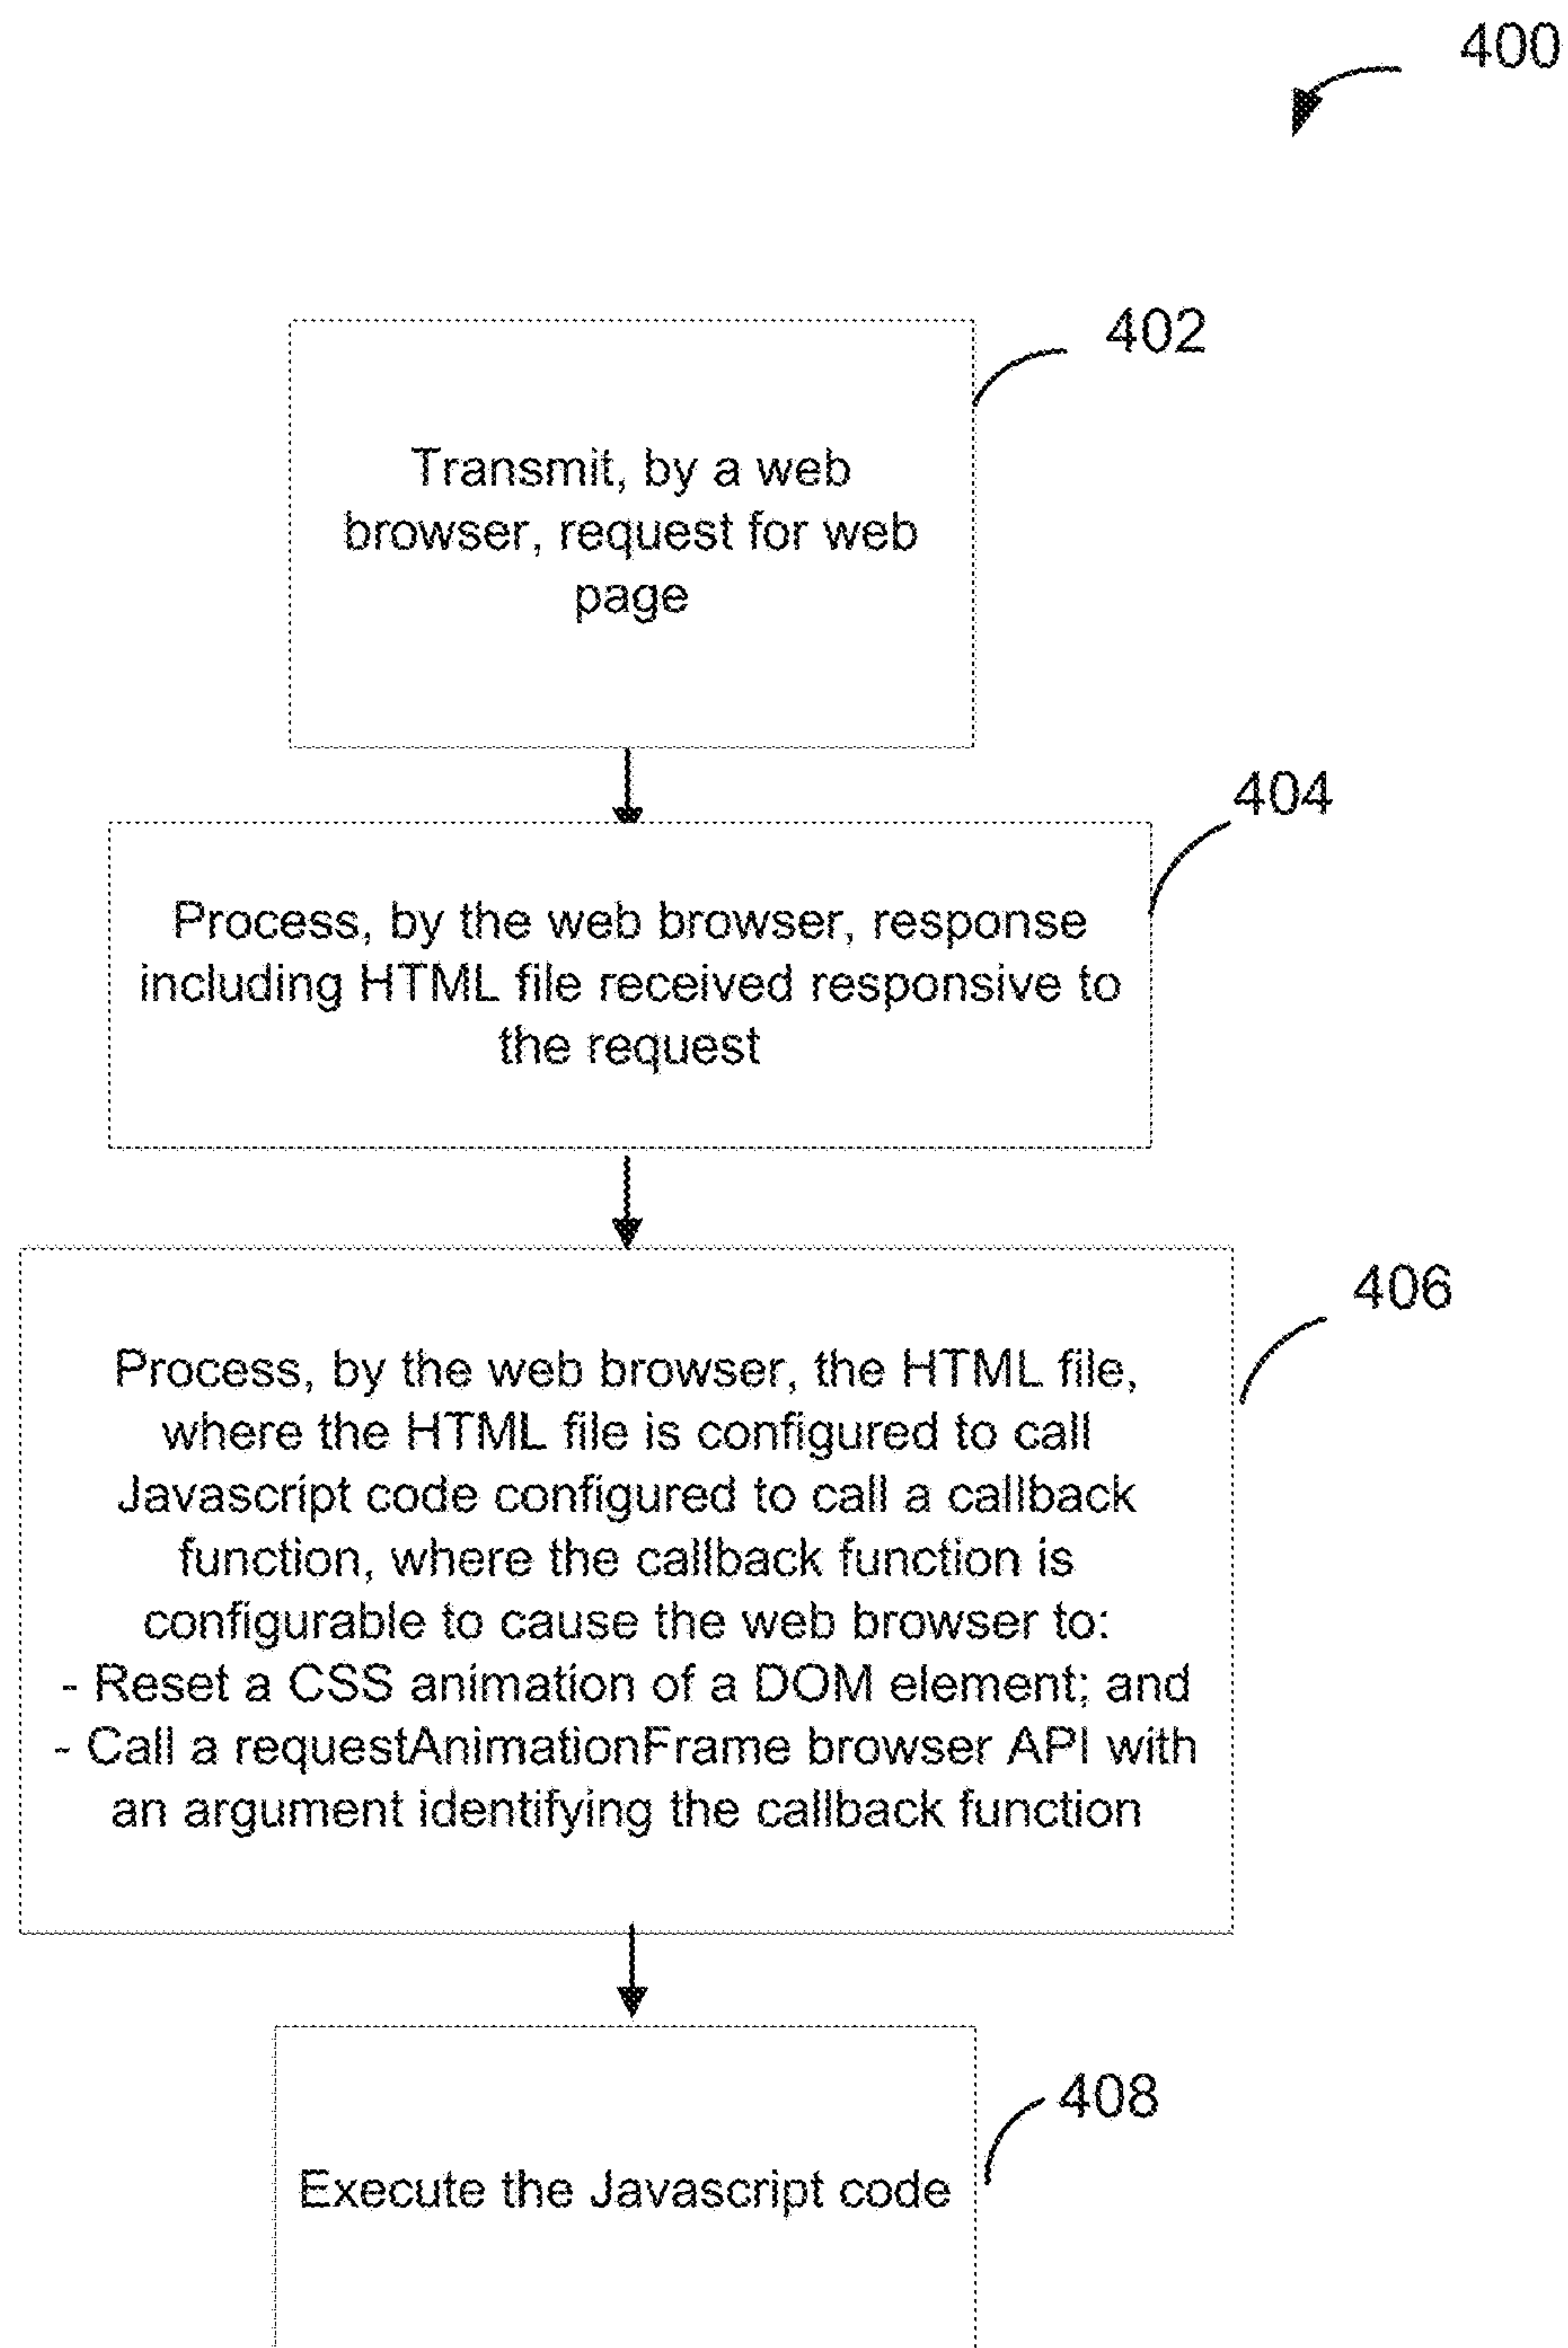 400
402
Transmit, by a web
browser, request for web
page
404
Process, by the web browser, response
including HTML file received responsive to
the request
406
Process, by the web browser, the HTML file,
where the HTML file is configured to call
Javascript code configured to call a callback
function, where the callback function is
configurable to cause the web browser to:
- Reset a CSS animation of a DOM element; and
- Call a requestAnimationFrame browser API with
an argument identifying the callback function
408
Execute the Javascript code